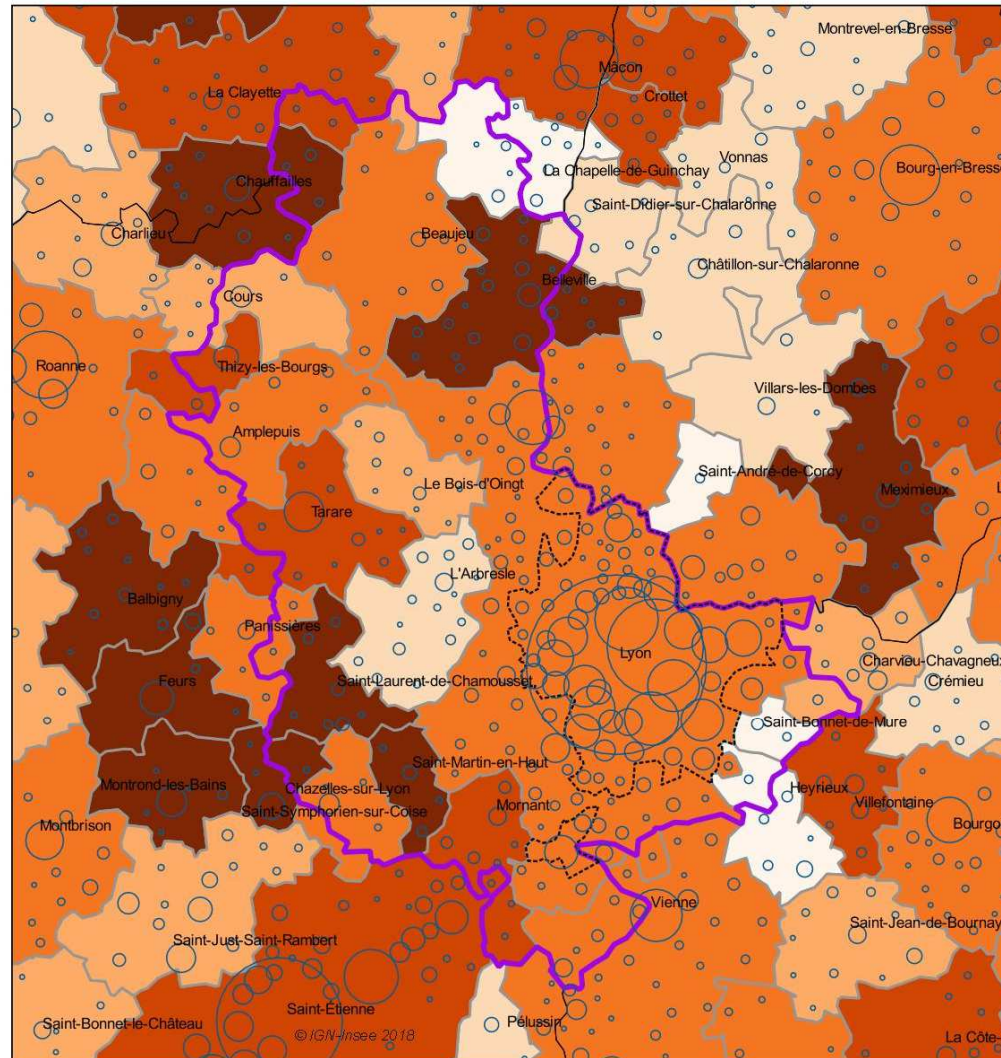 Montrevel-en-Bresse
Mâcon
La Clayette
Crottet
Vonnas
Bourg-en-Bresse
La Chapelle-de-Guinchay
Chauffailles
Saint-Didier-sur-Chalaronne
Charlieu
Beaujeu
Châtillon-sur-Chalaronne
Belleville
Cours
Roanne
Thizy-les-Bourgs
Villars-les-Dombes
Amplepuis
Saint-André-de-Corcy
Le Bois-d'Oingt
Meximieux
L
Tarare
L'Arbresle
Balbigny
Panissières
Lyon
Charvieu-Chavagneux
Crémieu
Feurs
Saint-Laurent-de-Chamousset
Saint-Bonnet-de-Mure
Saint-Martin-en-Haut
Montrond-les-Bains
Chazelles-sur-Lyon
Heyrieux
Mornant
Villefontaine
Saint-Symphorien-sur-Coise
Montbrison
Bourgo
Vienne
Saint-Jean-de-Bournay
Saint-Just-Saint-Rambert
Saint-Étienne
Saint-Bonnet-le-Château
Pélussin
© IGN-Insee 2018
La Côte-